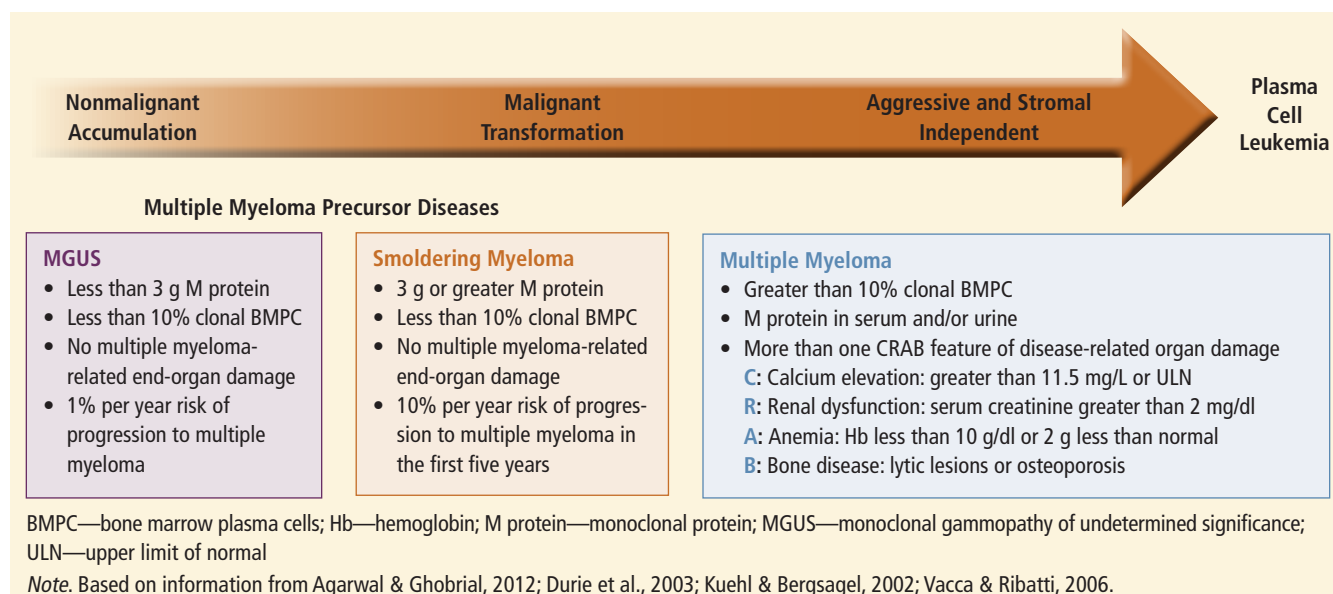 Nonmalignant
Accumulation
Malignant
Transformation
Aggressive and Stromal
Independent
Plasma
Cell
Leukemia
Multiple Myeloma Precursor Diseases
MGUS
• Less than 3 g M protein
• Less than 10% clonal BMPC
• No multiple myeloma-
related end-organ damage
• 1% per year risk of
progression to multiple
myeloma
Smoldering Myeloma
• 3 g or greater M protein
• Less than 10% clonal BMPC
• No multiple myeloma-related
end-organ damage
• 10% per year risk of progres-
sion to multiple myeloma in
the first five years
Multiple Myeloma
• Greater than 10% clonal BMPC
• M protein in serum and/or urine
• More than one CRAB feature of disease-related organ damage
C: Calcium elevation: greater than 11.5 mg/L or ULN
R: Renal dysfunction: serum creatinine greater than 2 mg/dl
A: Anemia: Hb less than 10 g/dl or 2 g less than normal
B: Bone disease: lytic lesions or osteoporosis
BMPC—bone marrow plasma cells; Hb—hemoglobin; M protein—monoclonal protein; MGUS—monoclonal gammopathy of undetermined significance;
ULN—upper limit of normal
Note. Based on information from Agarwal & Ghobrial, 2012; Durie et al., 2003; Kuehl & Bergsagel, 2002; Vacca & Ribatti, 2006.